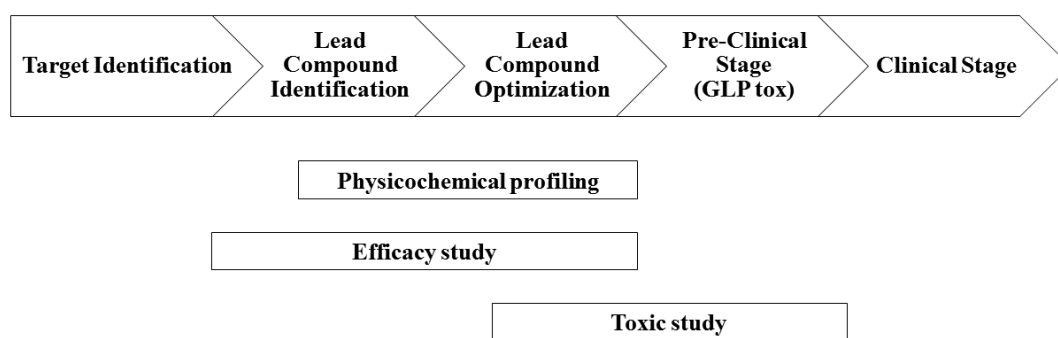 Target Identification
Lead
Compound
Identification
Lead
Compound
Optimization
Pre-Clinical
Stage
(GLP tox)
Clinical Stage
Physicochemical profiling
Efficacy study
Toxic study